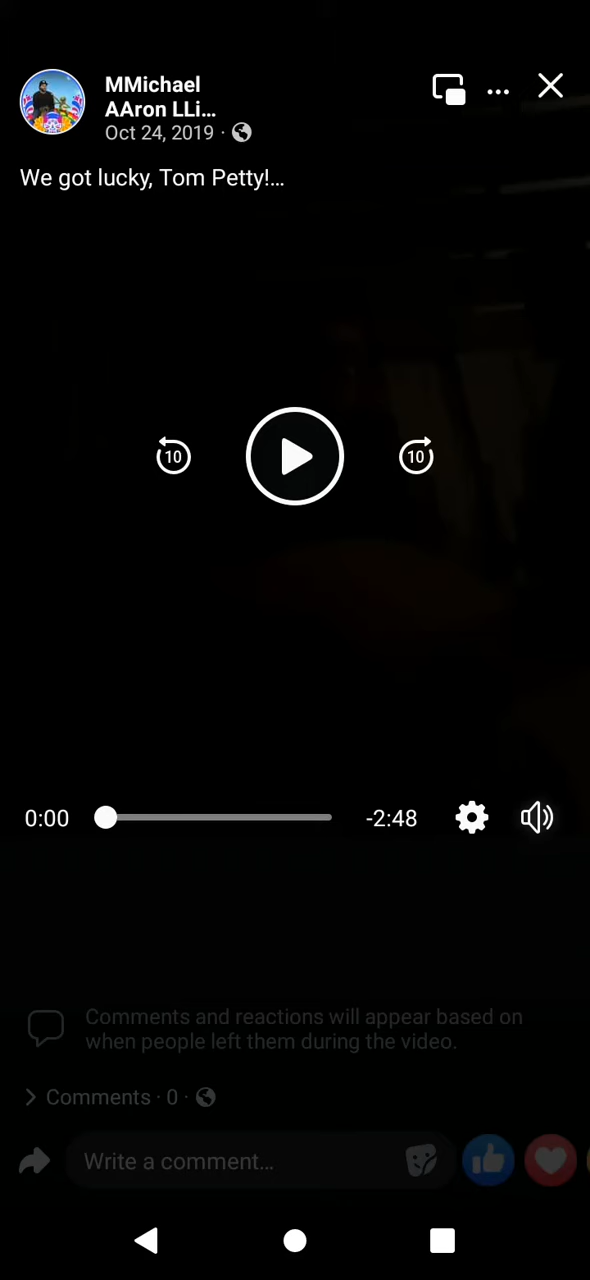 MMichael
AAron LLi...
Oct 24, 2019 ·
We got lucky, Tom Petty!...
10
10
0:00
-2:48
Comments and reactions will appear based on
when people left them during the video.
Comments · 0 ·
Write a comment...